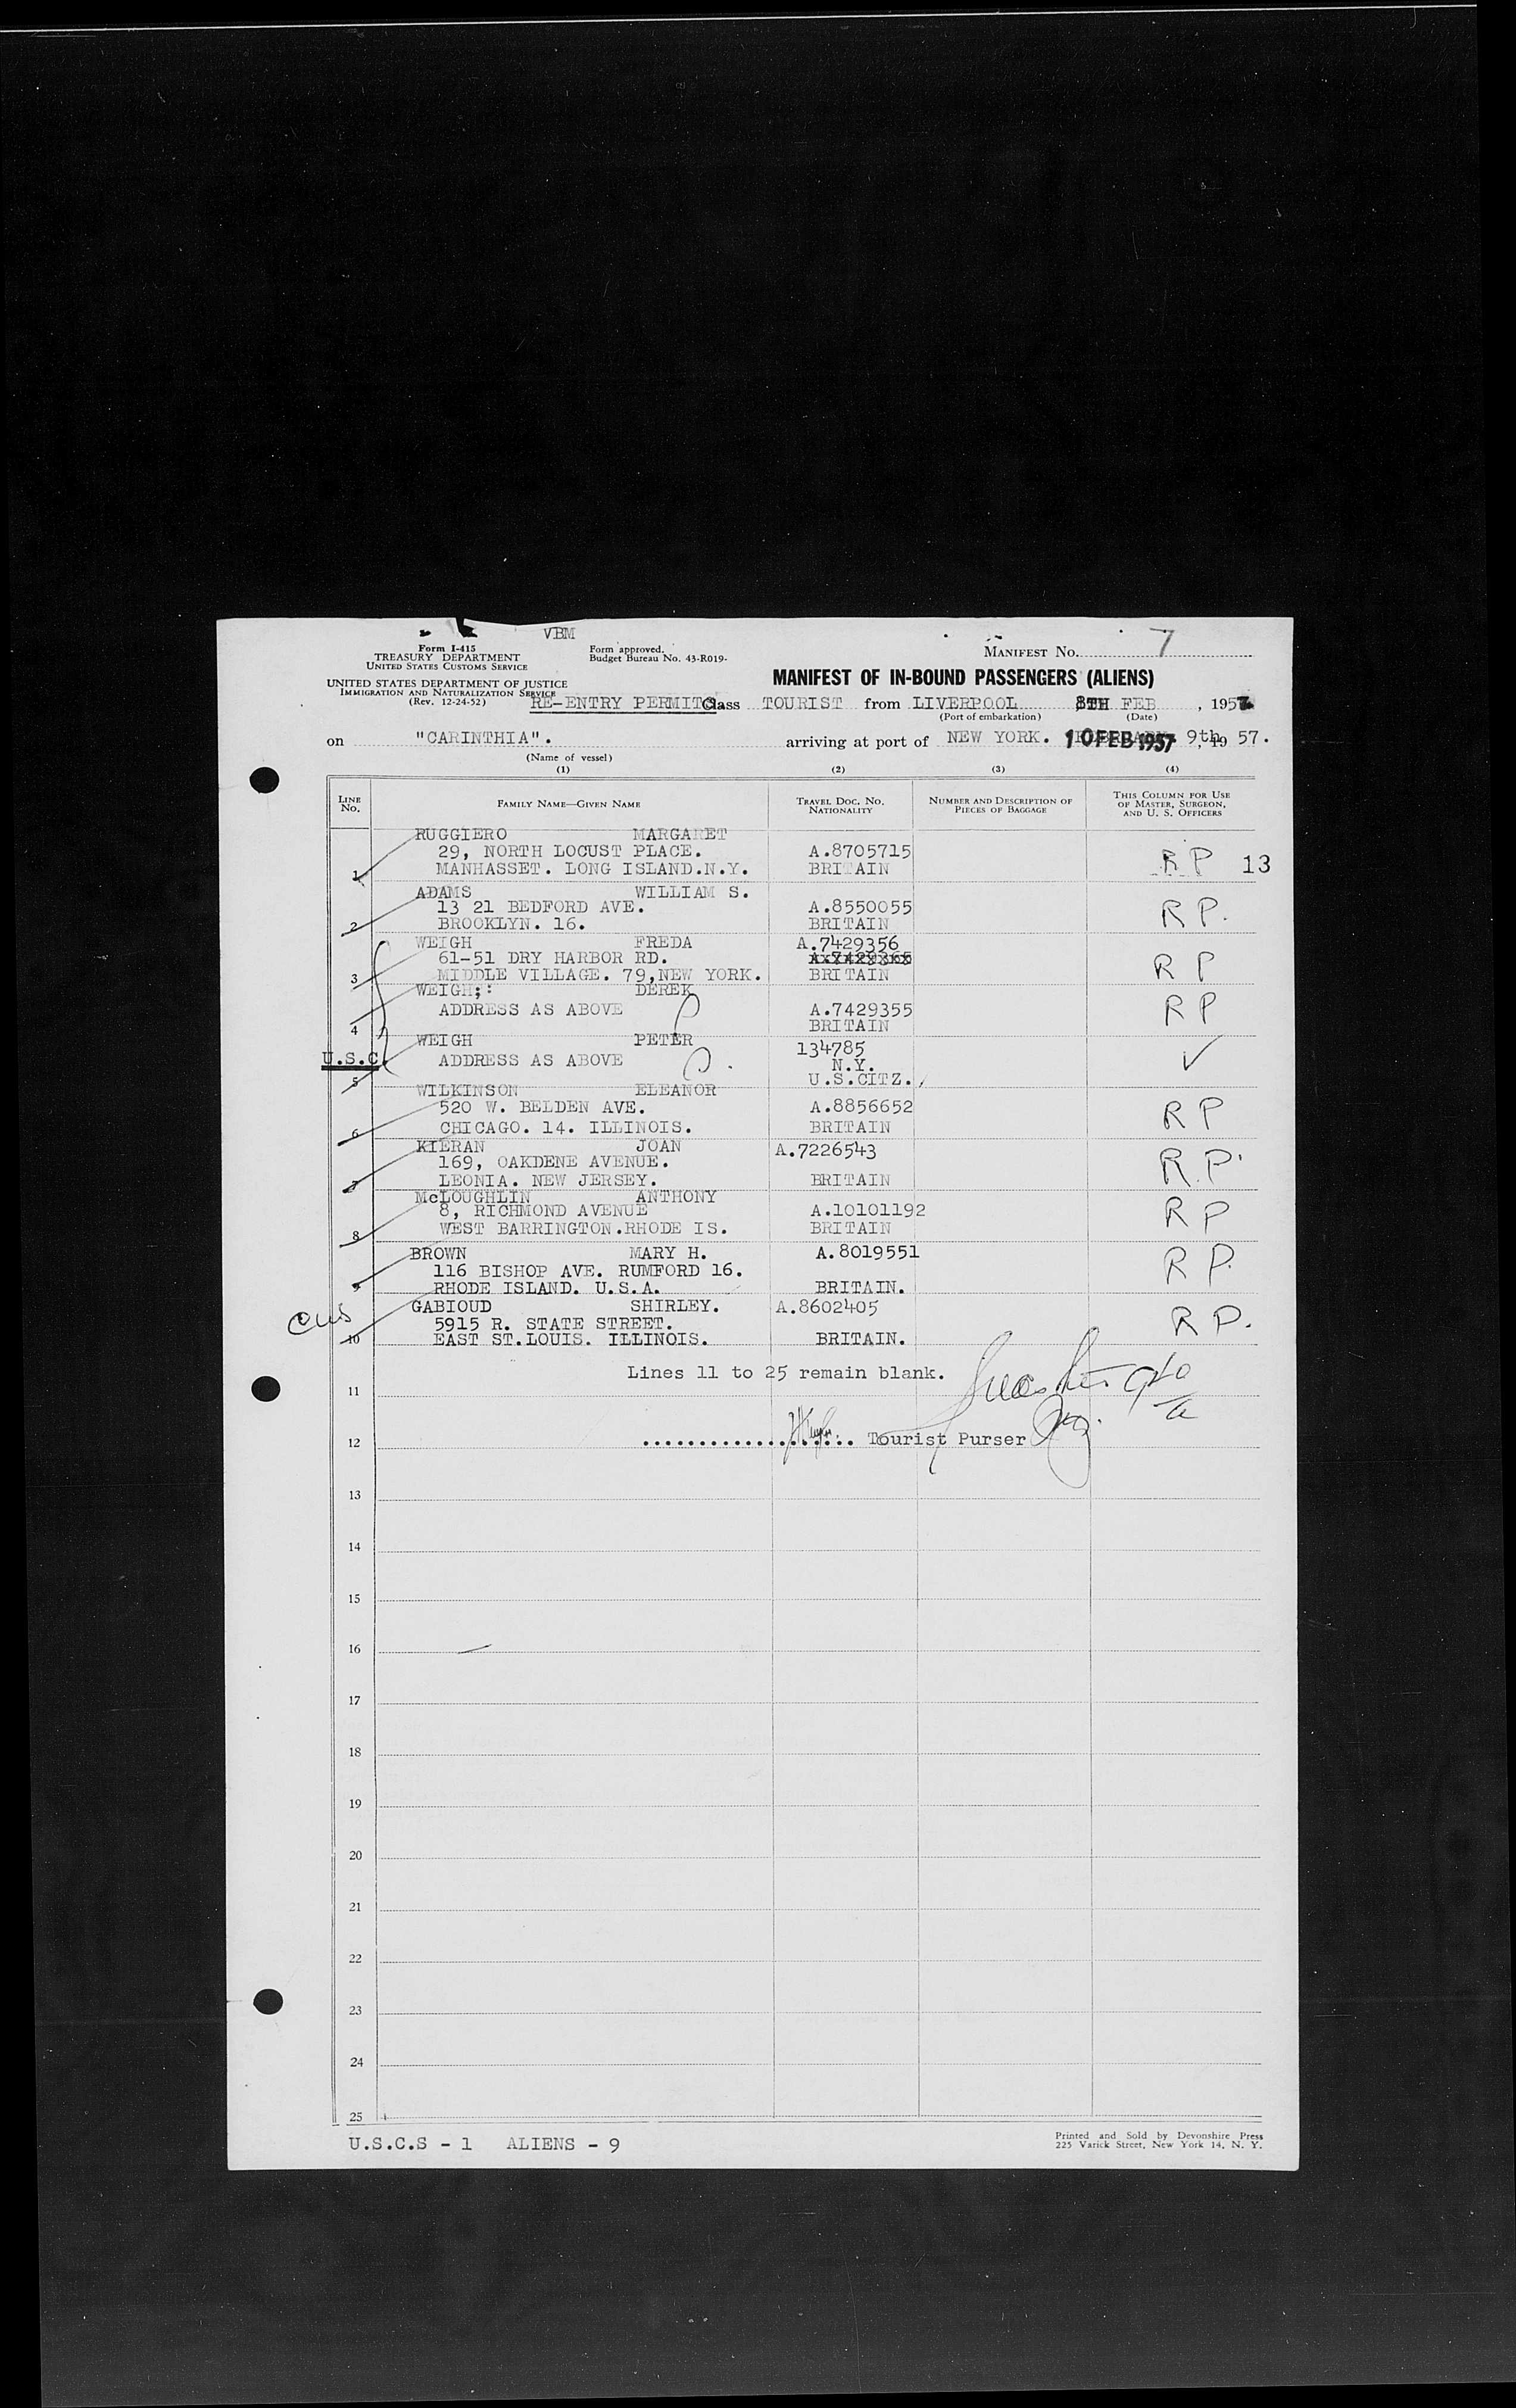 VBM
Form I-415
TREASURY DEPARTMENT
UNITED STATES CUSTOMS SERVICE
Form approved.
Budget Bureau No. 43-R019-
MANIFEST No. 7
UNITED STATES DEPARTMENT OF JUSTICE
IMMIGRATION AND NATURALIZATION SERVICE
(Rev. 12-24-52)
MANIFEST OF IN-BOUND PASSENGERS (ALIENS)
RE-ENTRY PERMITS Class TOURIST from LIVERPOOL 8TH FEB , 1957
(Port of embarkation) (Date)
on "CARINTHIA". arriving at port of NEW YORK. 10 FEB 1957 9th, 19 57.
(Name of vessel)
(1) (2) (3) (4)
LINE No. FAMILY NAME—GIVEN NAME TRAVEL DOC. NO. NATIONALITY NUMBER AND DESCRIPTION OF PIECES OF BAGGAGE THIS COLUMN FOR USE OF MASTER, SURGEON, AND U. S. OFFICERS
RUGGIERO MARGARET
29, NORTH LOCUST PLACE. A.8705715
1 MANHASSET. LONG ISLAND.N.Y. BRITAIN RP 13
ADAMS WILLIAM S.
13 21 BEDFORD AVE. A.8550055 RP.
2 BROOKLYN. 16. BRITAIN
WEIGH FREDA A.7429356
61-51 DRY HARBOR RD.
3 MIDDLE VILLAGE. 79,NEW YORK. BRITAIN RP
WEIGH;: DEREK
ADDRESS AS ABOVE A.7429355 RP
4 BRITAIN
WEIGH PETER 134785
U.S.C. ADDRESS AS ABOVE N.Y. ✓
5 U.S.CITZ.
WILKINSON ELEANOR
520 W. BELDEN AVE. A.8856652 RP
6 CHICAGO. 14. ILLINOIS. BRITAIN
KIERAN JOAN A.7226543
169, OAKDENE AVENUE. R.P.
7 LEONIA. NEW JERSEY. BRITAIN
McLOUGHLIN ANTHONY
8, RICHMOND AVENUE A.10101192 RP
8 WEST BARRINGTON.RHODE IS. BRITAIN
BROWN MARY H. A.8019551
116 BISHOP AVE. RUMFORD 16. RP.
9 RHODE ISLAND. U.S.A. BRITAIN.
GABIOUD SHIRLEY. A.8602405
5915 R. STATE STREET. RP.
10 EAST ST.LOUIS. ILLINOIS. BRITAIN.
Lines 11 to 25 remain blank.
11
12 .................... Tourist Purser
13
14
15
16
17
18
19
20
21
22
23
24
25
U.S.C.S - 1 ALIENS - 9
Printed and Sold by Devonshire Press
225 Varick Street, New York 14, N. Y.